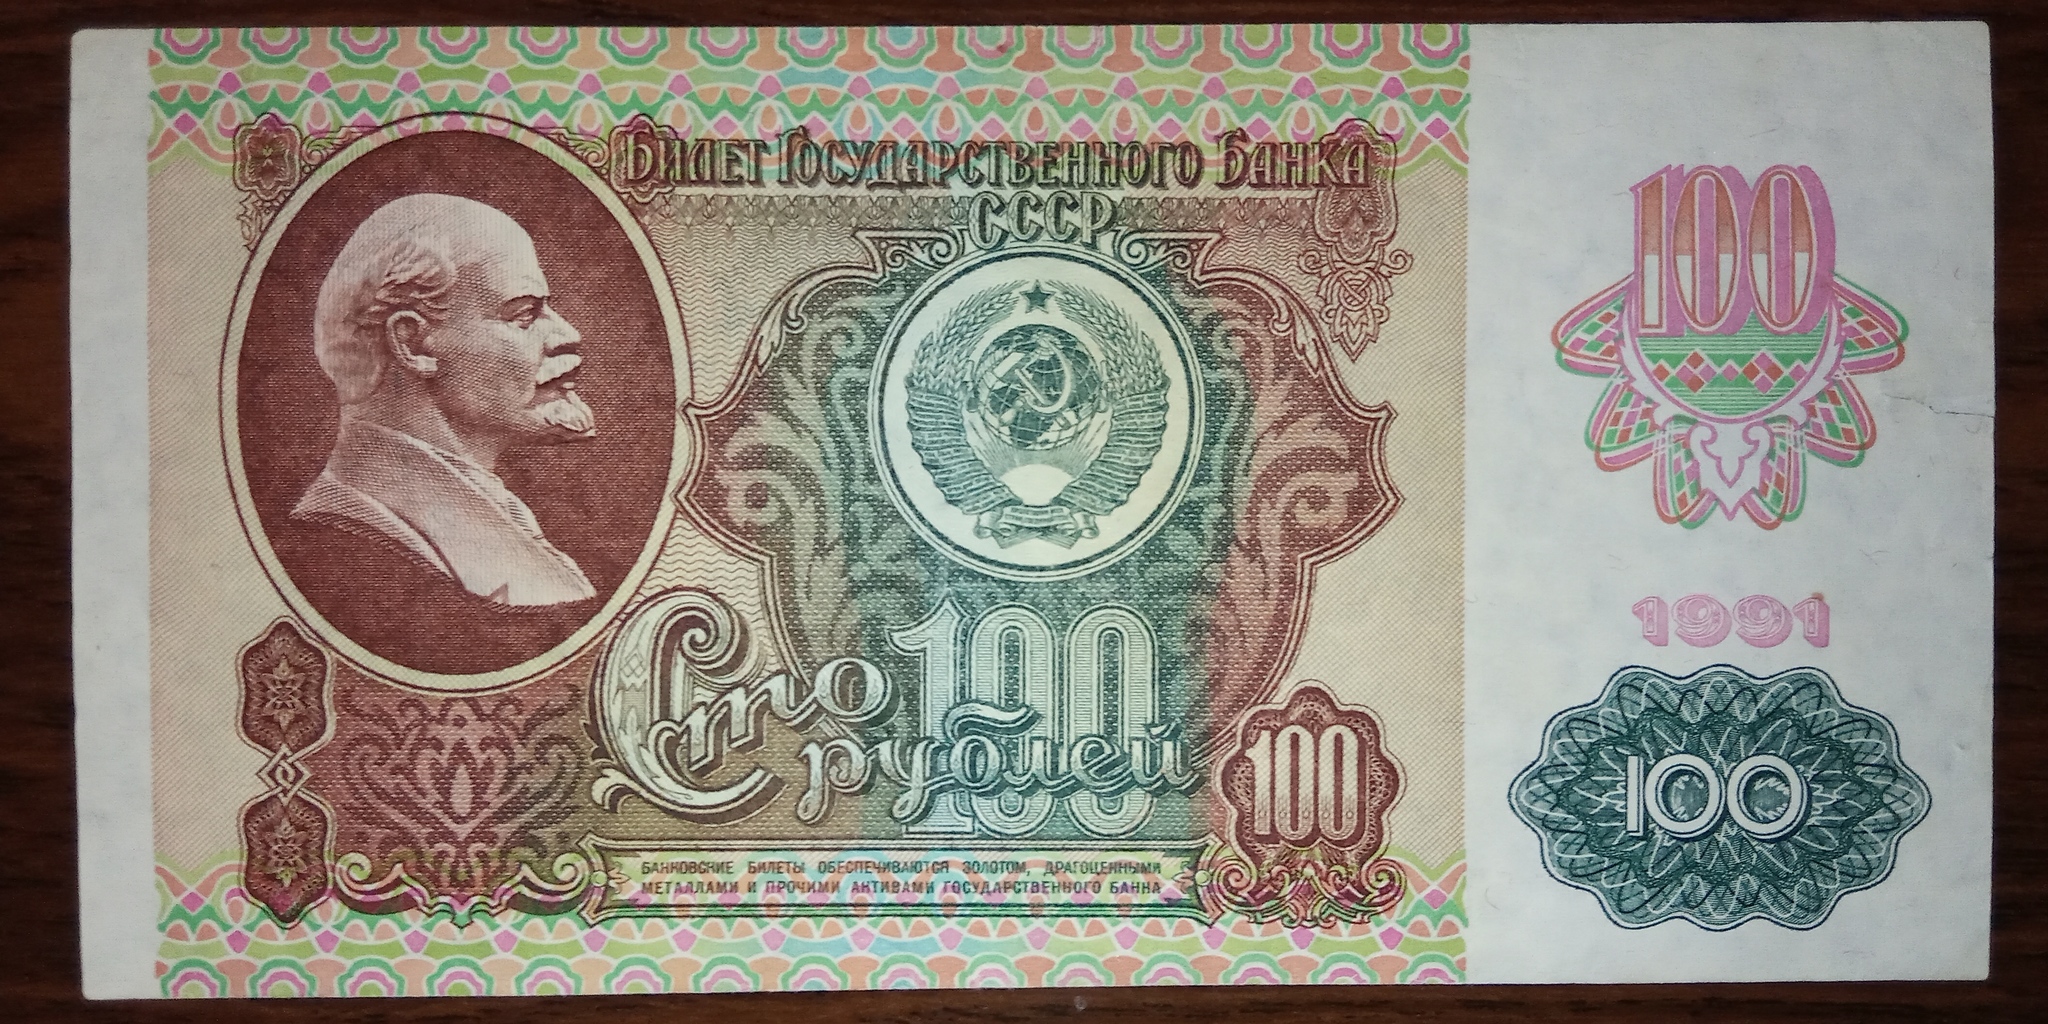 Билет Государственного Банка
СССР
100
1991
Сто
рублей
100
100
100
БАНКОВСКИЕ БИЛЕТЫ ОБЕСПЕЧИВАЮТСЯ ЗОЛОТОМ, ДРАГОЦЕННЫМИ
МЕТАЛЛАМИ И ПРОЧИМИ АКТИВАМИ ГОСУДАРСТВЕННОГО БАНКА